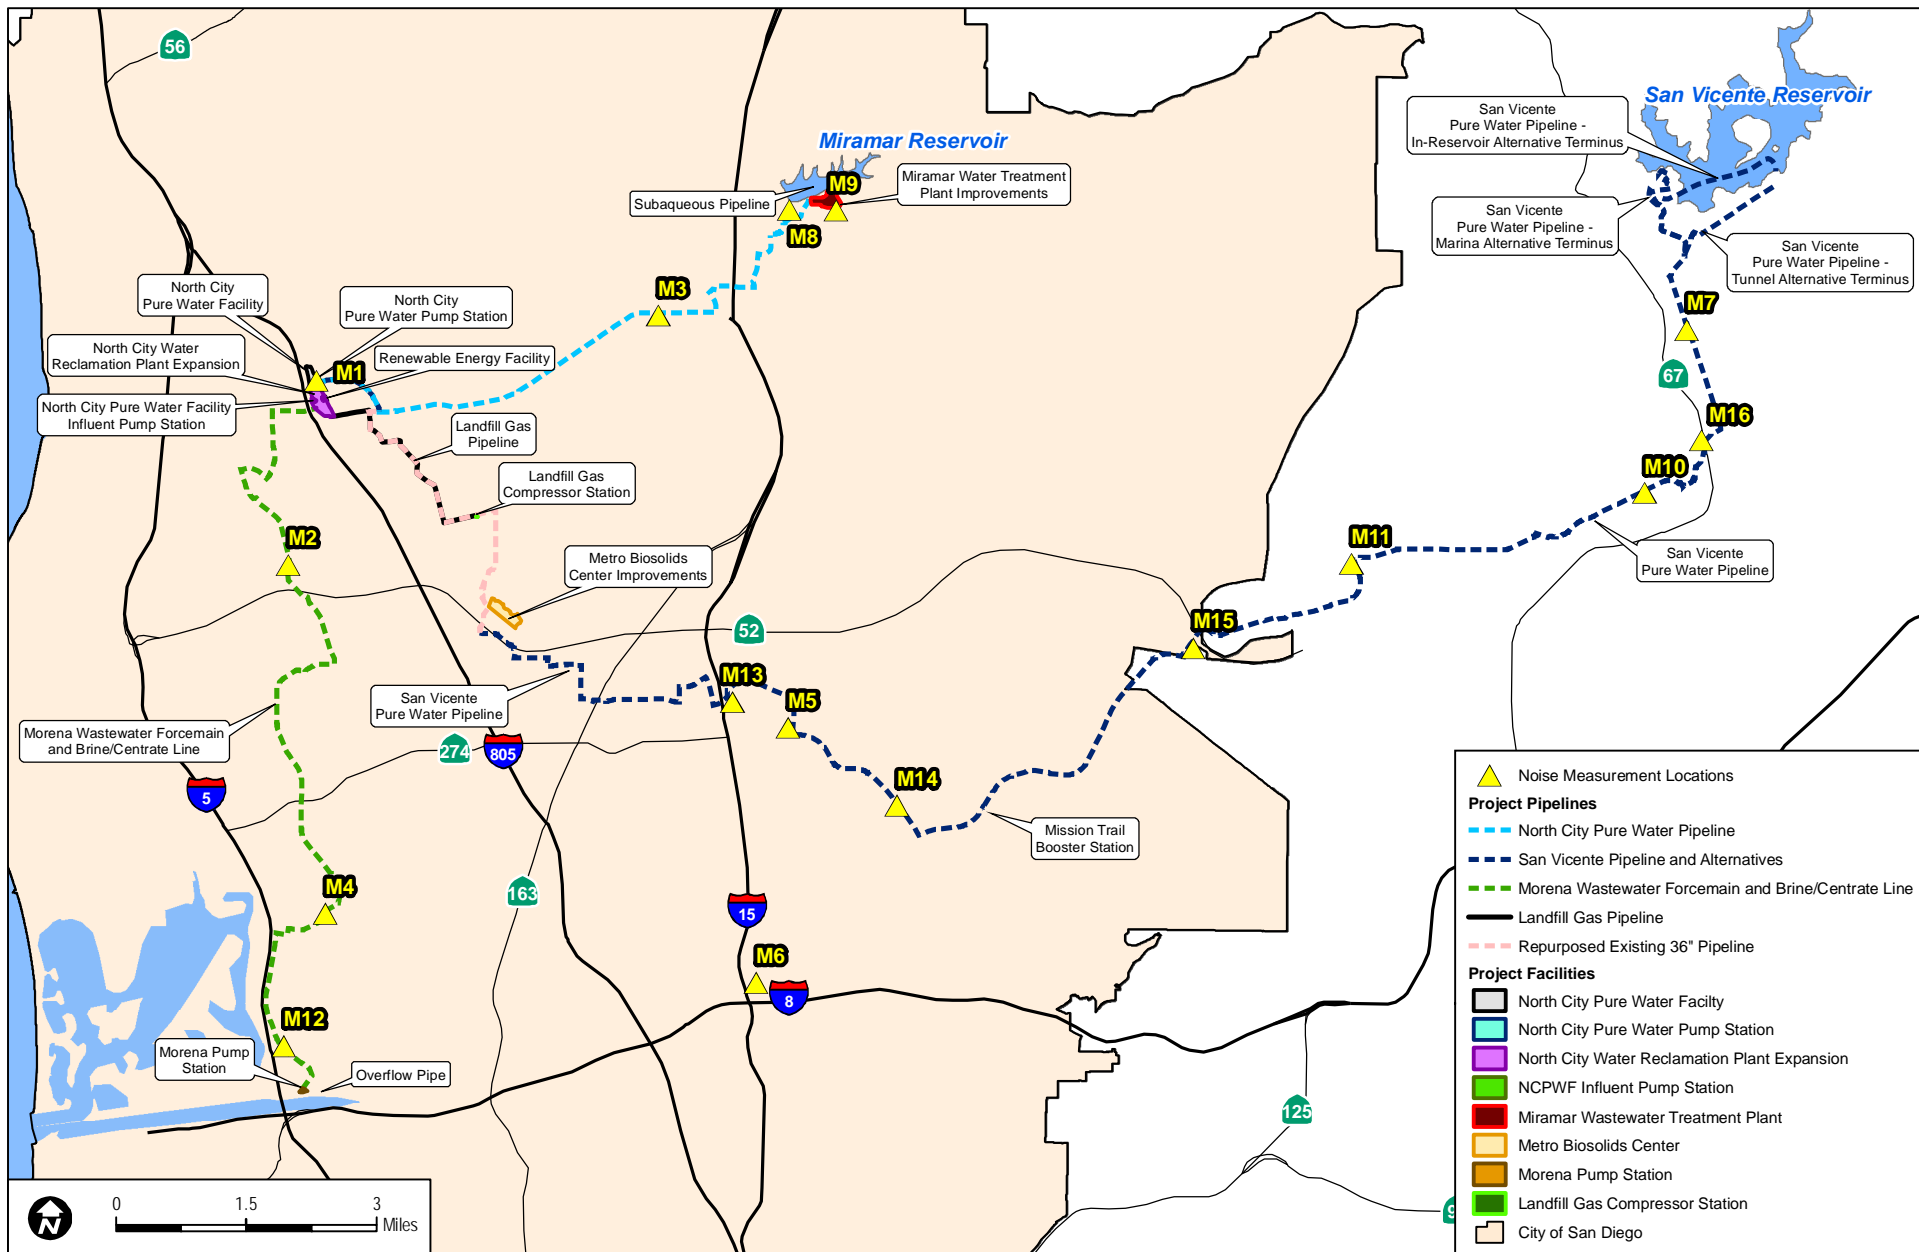 56
San Vicente Reservoir
San Vicente
Pure Water Pipeline -
In-Reservoir Alternative Terminus
Miramar Reservoir
M9
Miramar Water Treatment
Plant Improvements
Subaqueous Pipeline
M8
San Vicente
Pure Water Pipeline -
Marina Alternative Terminus
San Vicente
Pure Water Pipeline -
Tunnel Alternative Terminus
North City
Pure Water Facility
North City
Pure Water Pump Station
M3
M7
North City Water
Reclamation Plant Expansion
Renewable Energy Facility
M1
67
North City Pure Water Facility
Influent Pump Station
M16
Landfill Gas
Pipeline
Landfill Gas
Compressor Station
M10
M2
M11
Metro Biosolids
Center Improvements
San Vicente
Pure Water Pipeline
52
M15
M13
San Vicente
Pure Water Pipeline
M5
Morena Wastewater Forcemain
and Brine/Centrate Line
274
805
5
M14
Mission Trail
Booster Station
163
M4
15
M6
8
M12
Morena Pump
Station
Overflow Pipe
125
9
N
0
1.5
3
Miles
Noise Measurement Locations
Project Pipelines
North City Pure Water Pipeline
San Vicente Pipeline and Alternatives
Morena Wastewater Forcemain and Brine/Centrate Line
Landfill Gas Pipeline
Repurposed Existing 36" Pipeline
Project Facilities
North City Pure Water Facilty
North City Pure Water Pump Station
North City Water Reclamation Plant Expansion
NCPWF Influent Pump Station
Miramar Wastewater Treatment Plant
Metro Biosolids Center
Morena Pump Station
Landfill Gas Compressor Station
City of San Diego